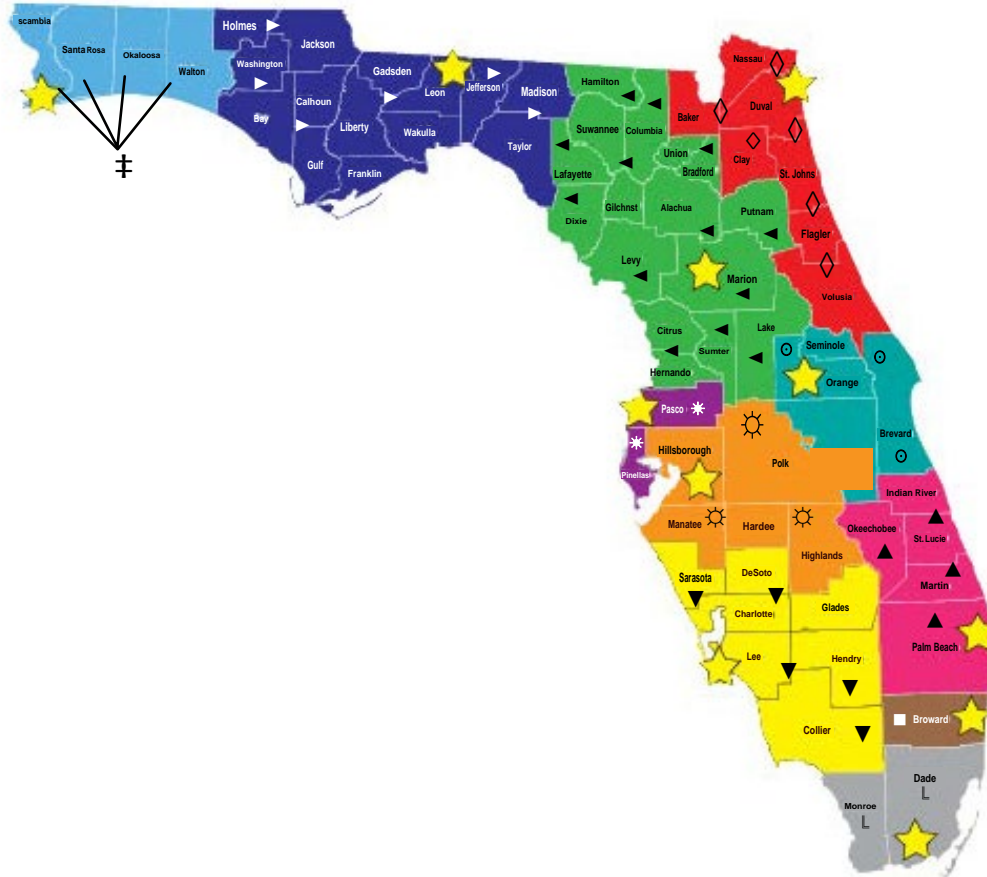 scambia
Santa Rosa
Okaloosa
Walton
Holmes
Jackson
Washington
Bay
Calhoun
Gulf
Gadsden
Liberty
Franklin
Leon
Wakulla
Jefferson
Madison
Taylor
Hamilton
Suwannee
Columbia
Lafayette
Union
Bradford
Dixie
Gilchnst
Alachua
Putnam
Levy
Marion
Citrus
Sumter
Lake
Hernando
Nassau
Duval
Baker
Clay
St. Johns
Flagler
Volusia
Seminole
Orange
Brevard
Pasco
Pinellas
Hillsborough
Polk
Manatee
Hardee
Highlands
Indian River
Okeechobee
St. Lucie
Martin
Palm Beach
Sarasota
DeSoto
Charlotte
Glades
Lee
Hendry
Collier
Broward
Dade
L
Monroe
L